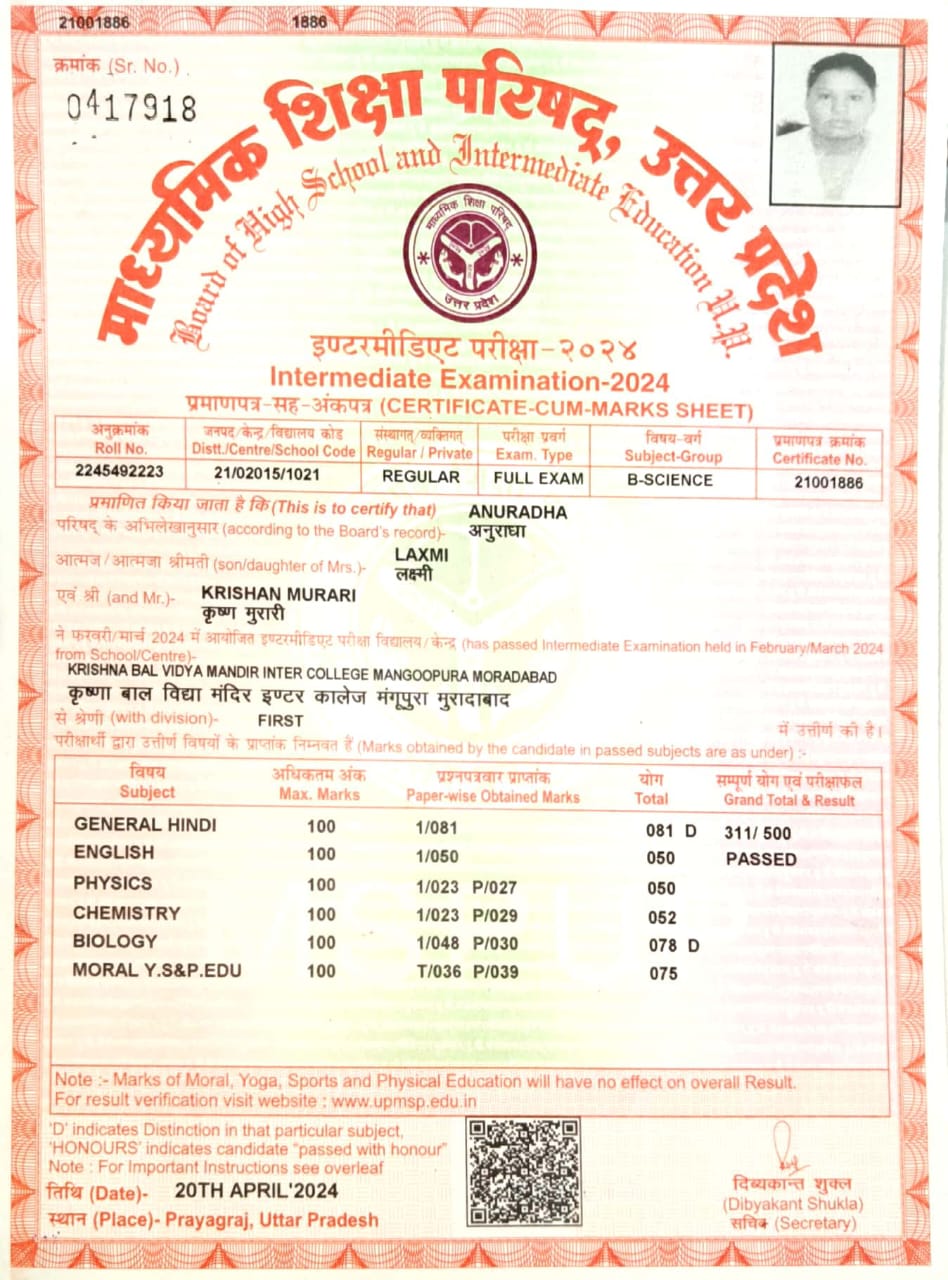 21001886 1886
क्रमांक (Sr. No.)
0417918
माध्यमिक शिक्षा परिषद्, उत्तर प्रदेश
Board of High School and Intermediate Education U.P.
माध्यमिक शिक्षा परिषद्
उत्तर प्रदेश
इण्टरमीडिएट परीक्षा-२०२४
Intermediate Examination-2024
प्रमाणपत्र-सह-अंकपत्र (CERTIFICATE-CUM-MARKS SHEET)
अनुक्रमांक जनपद/केन्द्र/विद्यालय कोड संस्थागत/व्यक्तिगत परीक्षा प्रवर्ग विषय-वर्ग प्रमाणपत्र क्रमांक
Roll No. Distt./Centre/School Code Regular / Private Exam. Type Subject-Group Certificate No.
2245492223 21/02015/1021 REGULAR FULL EXAM B-SCIENCE 21001886
प्रमाणित किया जाता है कि (This is to certify that) ANURADHA
परिषद् के अभिलेखानुसार (according to the Board's record)- अनुराधा
आत्मज/आत्मजा श्रीमती (son/daughter of Mrs.)- LAXMI
लक्ष्मी
एवं श्री (and Mr.)- KRISHAN MURARI
कृष्ण मुरारी
ने फरवरी/मार्च 2024 में आयोजित इण्टरमीडिएट परीक्षा विद्यालय/केन्द्र (has passed Intermediate Examination held in February/March 2024
from School/Centre)-
KRISHNA BAL VIDYA MANDIR INTER COLLEGE MANGOOPURA MORADABAD
कृष्णा बाल विद्या मंदिर इण्टर कालेज मंगूपुरा मुरादाबाद
से श्रेणी (with division)- FIRST में उत्तीर्ण की है।
परीक्षार्थी द्वारा उत्तीर्ण विषयों के प्राप्तांक निम्नवत हैं (Marks obtained by the candidate in passed subjects are as under) :-
विषय अधिकतम अंक प्रश्नपत्रवार प्राप्तांक योग सम्पूर्ण योग एवं परीक्षाफल
Subject Max. Marks Paper-wise Obtained Marks Total Grand Total & Result
GENERAL HINDI 100 1/081 081 D 311/ 500
ENGLISH 100 1/050 050 PASSED
PHYSICS 100 1/023 P/027 050
CHEMISTRY 100 1/023 P/029 052
BIOLOGY 100 1/048 P/030 078 D
MORAL Y.S&P.EDU 100 T/036 P/039 075
Note :- Marks of Moral, Yoga, Sports and Physical Education will have no effect on overall Result.
For result verification visit website : www.upmsp.edu.in
'D' indicates Distinction in that particular subject,
'HONOURS' indicates candidate "passed with honour"
Note : For Important Instructions see overleaf
तिथि (Date)- 20TH APRIL'2024
स्थान (Place)- Prayagraj, Uttar Pradesh
दिब्यकान्त शुक्ल
(Dibyakant Shukla)
सचिव (Secretary)